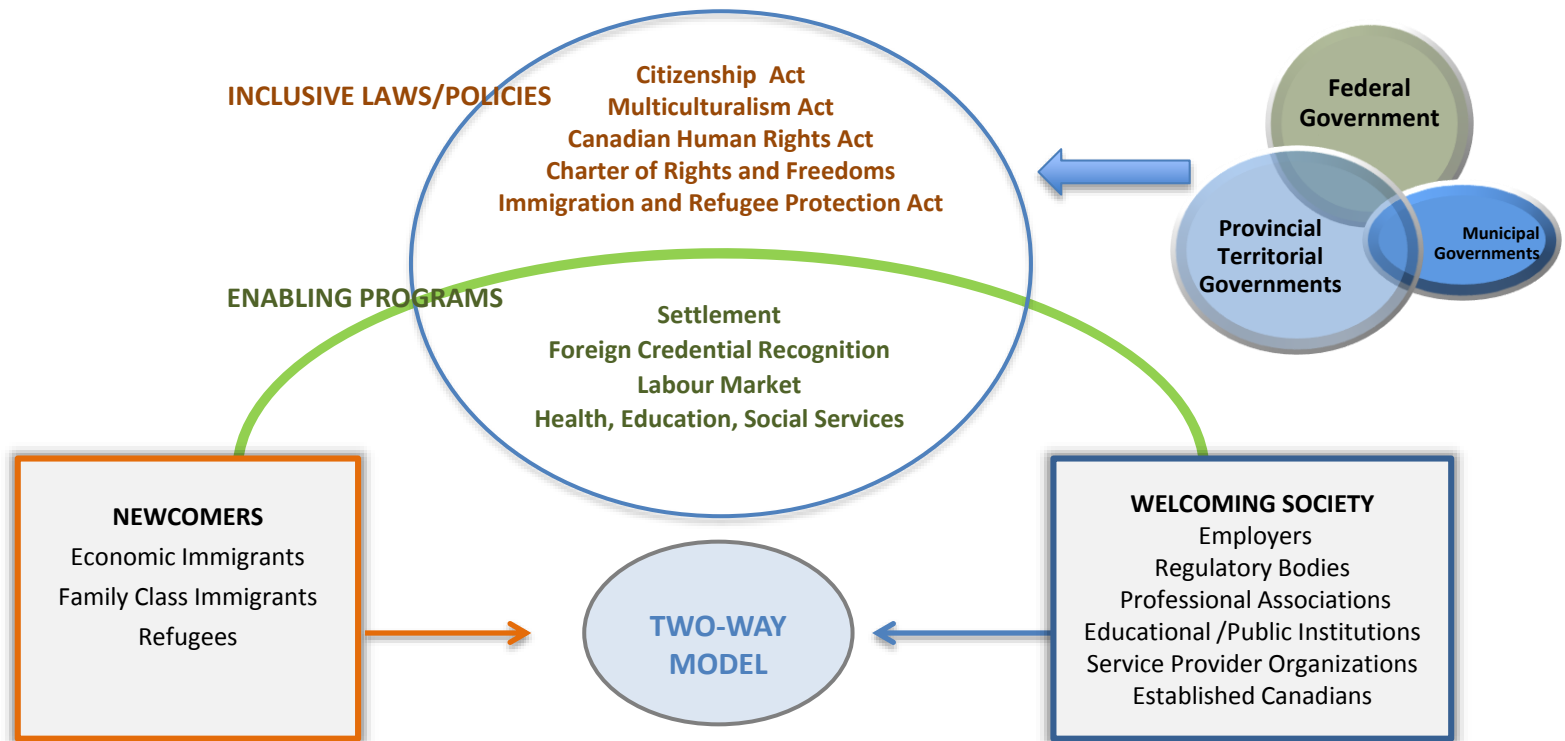 INCLUSIVE LAWS/POLICIES
Citizenship Act
Multiculturalism Act
Canadian Human Rights Act
Charter of Rights and Freedoms
Immigration and Refugee Protection Act
Federal
Government
Provincial
Territorial
Governments
Municipal
Governments
ENABLING PROGRAMS
Settlement
Foreign Credential Recognition
Labour Market
Health, Education, Social Services
NEWCOMERS
Economic Immigrants
Family Class Immigrants
Refugees
TWO-WAY
MODEL
WELCOMING SOCIETY
Employers
Regulatory Bodies
Professional Associations
Educational /Public Institutions
Service Provider Organizations
Established Canadians